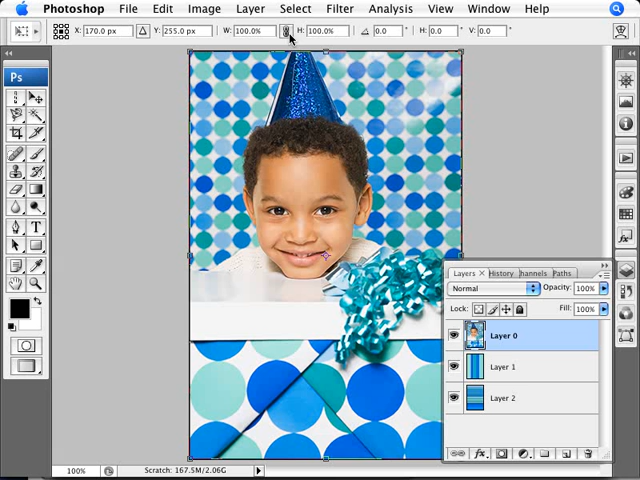 Photoshop File Edit Image Layer Select Filter Analysis View Window Help
X: 170.0 px Y: 255.0 px W: 100.0% H: 100.0% 0.0 H: 0.0 V: 0.0
Ps
T
Layers × History hannels Paths
Normal Opacity: 100%
Lock: Fill: 100%
Layer 0
Layer 1
Layer 2
fx
100% Scratch: 167.5M/2.06G